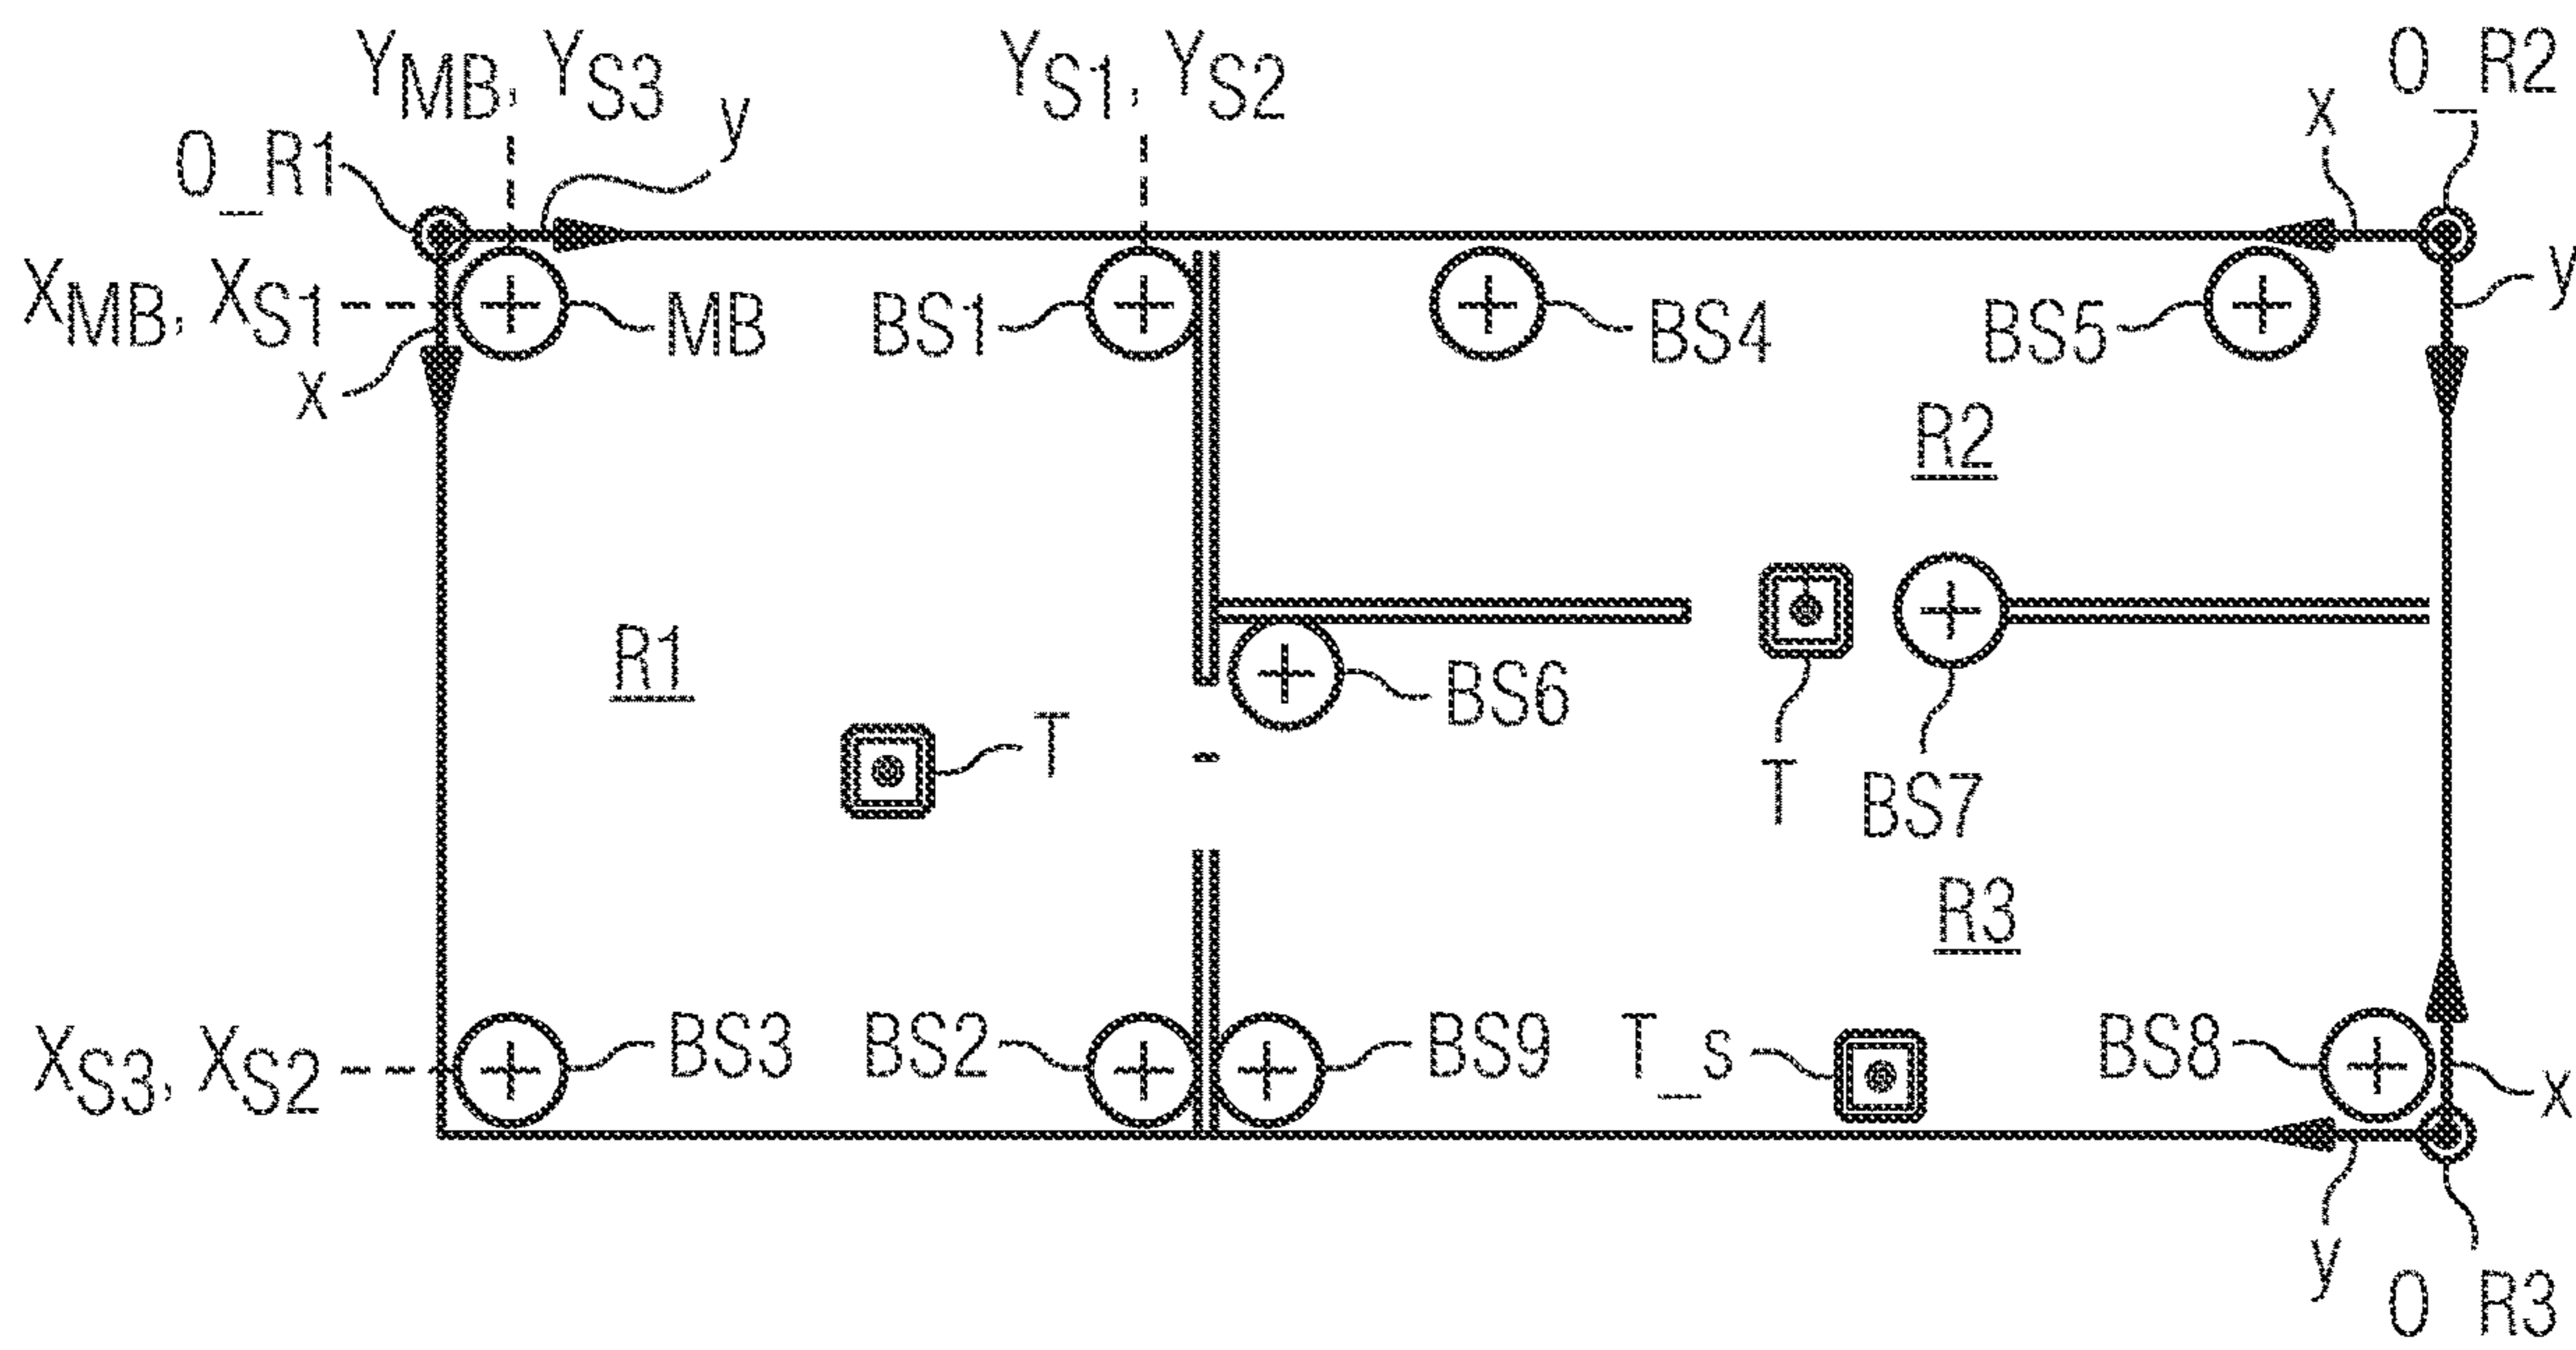 Y_MB, Y_S3 Y_S1, Y_S2 O_R2
y x
O_R1
X_MB, X_S1 MB BS1 BS4 BS5 y
x
R2
R1
BS6
T
T BS7
R3
X_S3, X_S2 BS3 BS2 BS9 T_s BS8 x
y
O R3